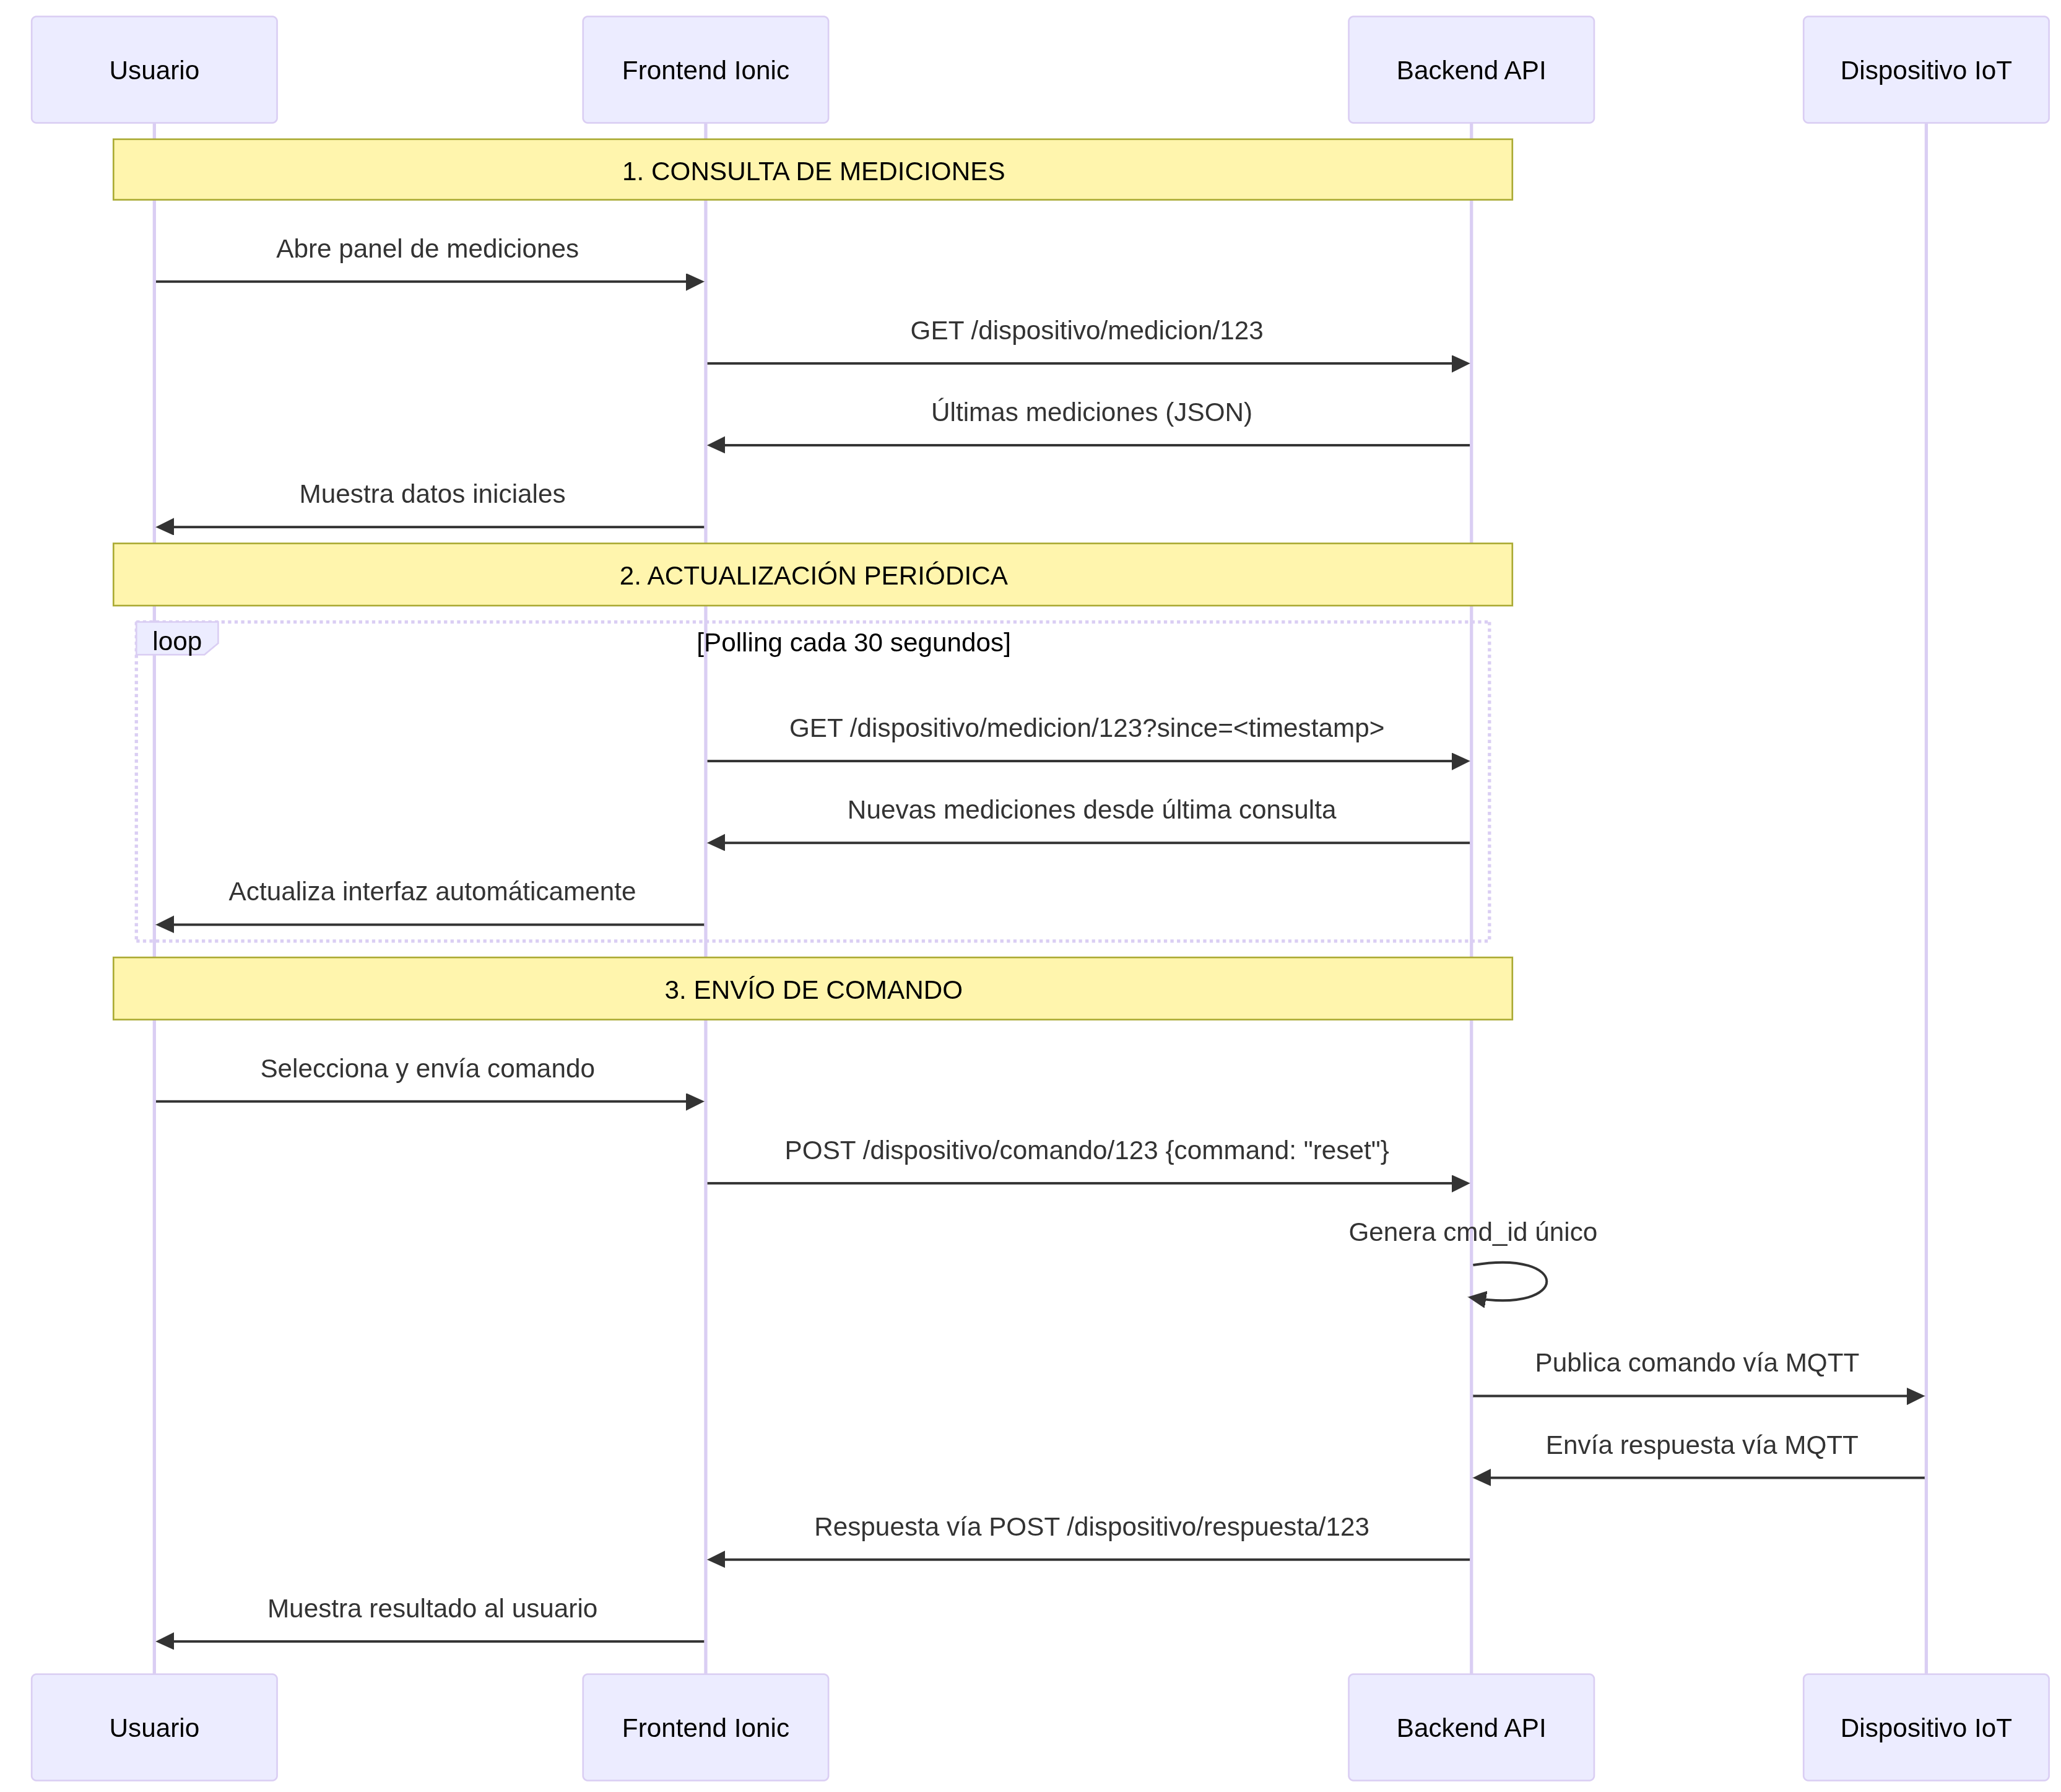 Usuario
Frontend Ionic
Backend API
Dispositivo IoT
1. CONSULTA DE MEDICIONES
Abre panel de mediciones
GET /dispositivo/medicion/123
Últimas mediciones (JSON)
Muestra datos iniciales
2. ACTUALIZACIÓN PERIÓDICA
loop
[Polling cada 30 segundos]
GET /dispositivo/medicion/123?since=<timestamp>
Nuevas mediciones desde última consulta
Actualiza interfaz automáticamente
3. ENVÍO DE COMANDO
Selecciona y envía comando
POST /dispositivo/comando/123 {command: "reset"}
Genera cmd_id único
Publica comando vía MQTT
Envía respuesta vía MQTT
Respuesta vía POST /dispositivo/respuesta/123
Muestra resultado al usuario
Usuario
Frontend Ionic
Backend API
Dispositivo IoT